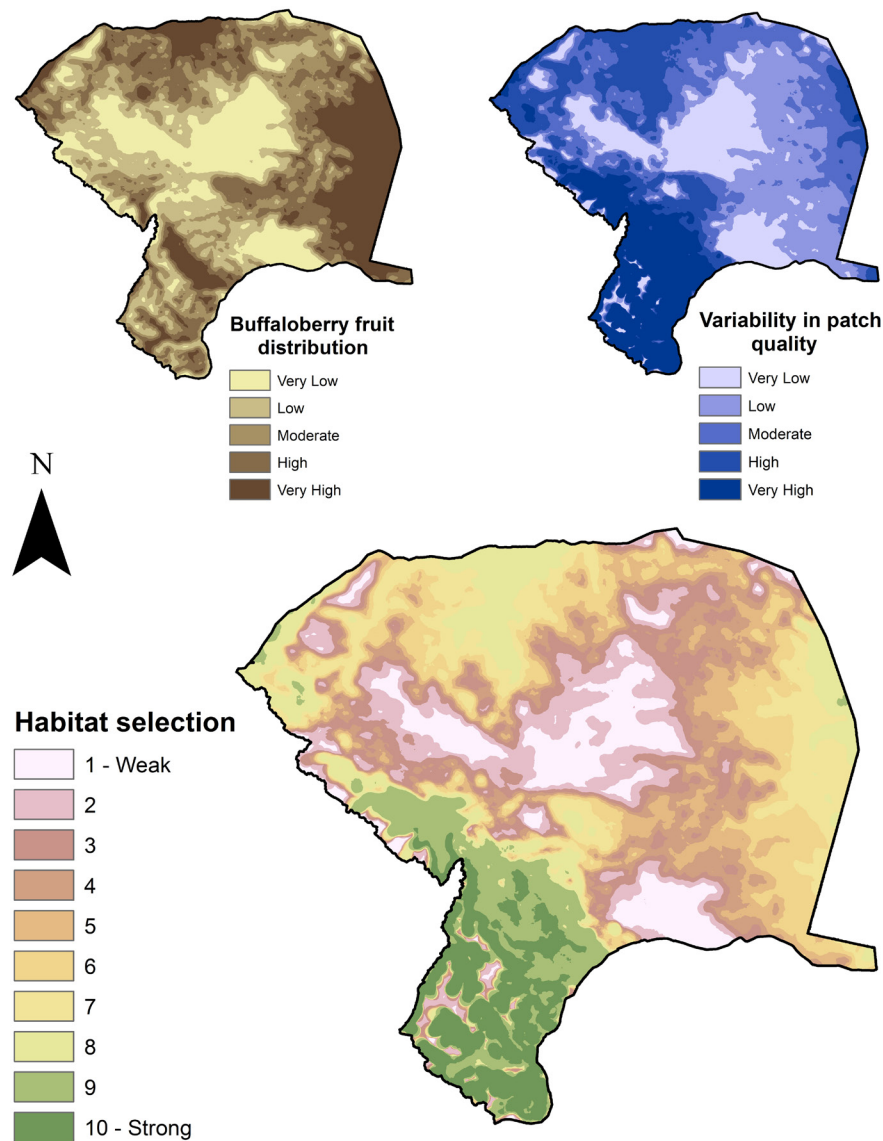 Buffaloberry fruit
distribution
Very Low
Low
Moderate
High
Very High
Variability in patch
quality
Very Low
Low
Moderate
High
Very High
N
Habitat selection
1 - Weak
2
3
4
5
6
7
8
9
10 - Strong